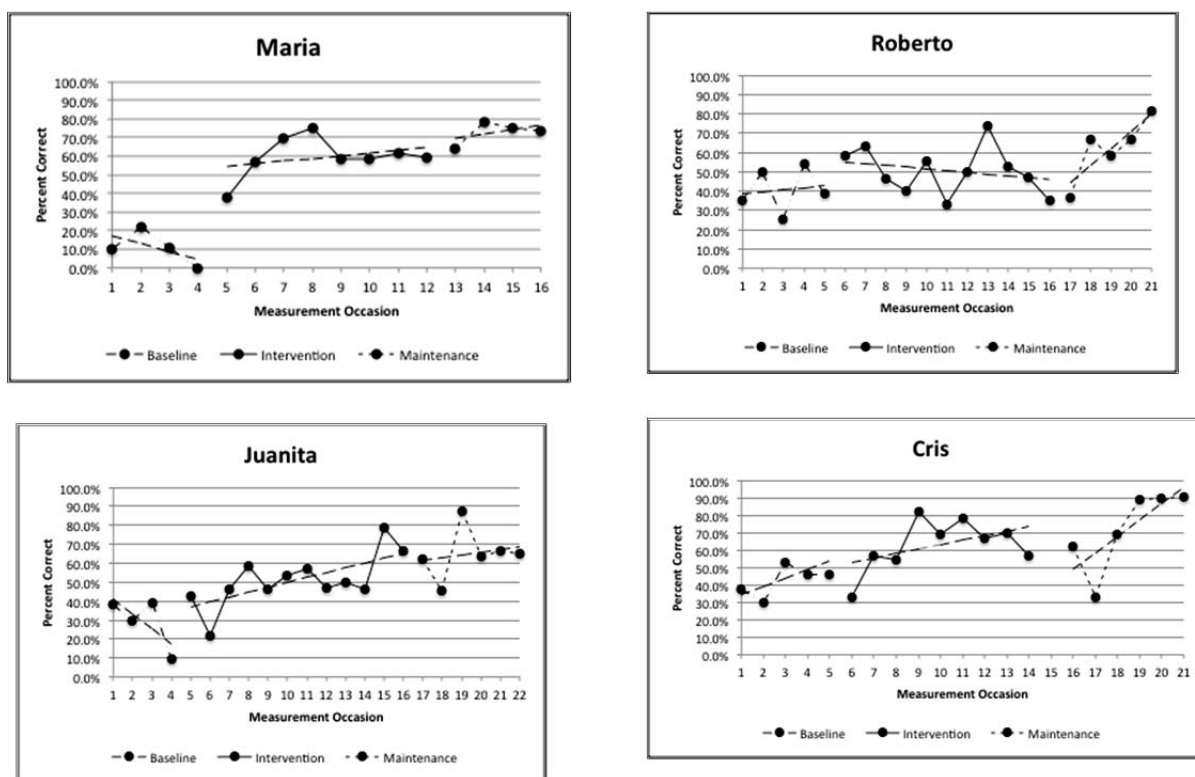 Maria
Percent Correct
100.0%
90.0%
80.0%
70.0%
60.0%
50.0%
40.0%
30.0%
20.0%
10.0%
0.0%
1 2 3 4 5 6 7 8 9 10 11 12 13 14 15 16
Measurement Occasion
Baseline Intervention Maintenance
Roberto
Percent Correct
100.0%
90.0%
80.0%
70.0%
60.0%
50.0%
40.0%
30.0%
20.0%
10.0%
0.0%
1 2 3 4 5 6 7 8 9 10 11 12 13 14 15 16 17 18 19 20 21
Measurement Occasion
Baseline Intervention Maintenance
Juanita
Percent Correct
100.0%
90.0%
80.0%
70.0%
60.0%
50.0%
40.0%
30.0%
20.0%
10.0%
0.0%
1 2 3 4 5 6 7 8 9 10 11 12 13 14 15 16 17 18 19 20 21 22
Measurement Occasion
Baseline Intervention Maintenance
Cris
Percent Correct
100.0%
90.0%
80.0%
70.0%
60.0%
50.0%
40.0%
30.0%
20.0%
10.0%
0.0%
1 2 3 4 5 6 7 8 9 10 11 12 13 14 15 16 17 18 19 20 21
Measurement Occasion
Baseline Intervention Maintenance